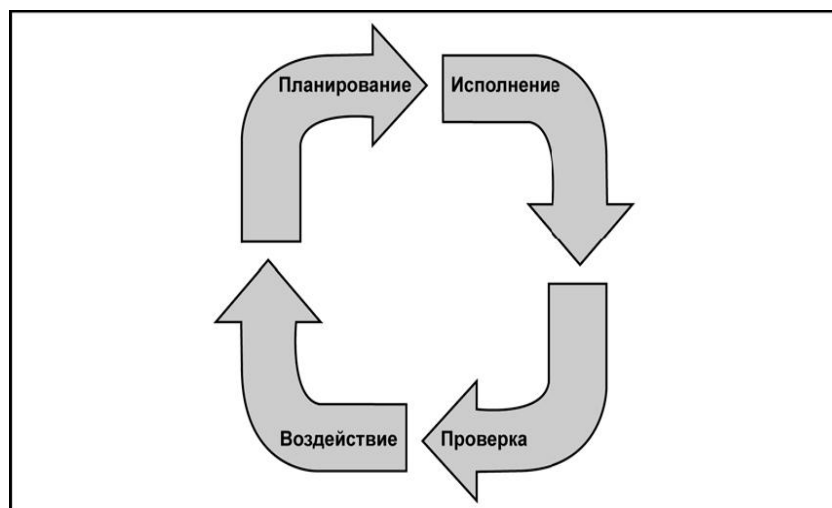 Планирование
Исполнение
Воздействие
Проверка